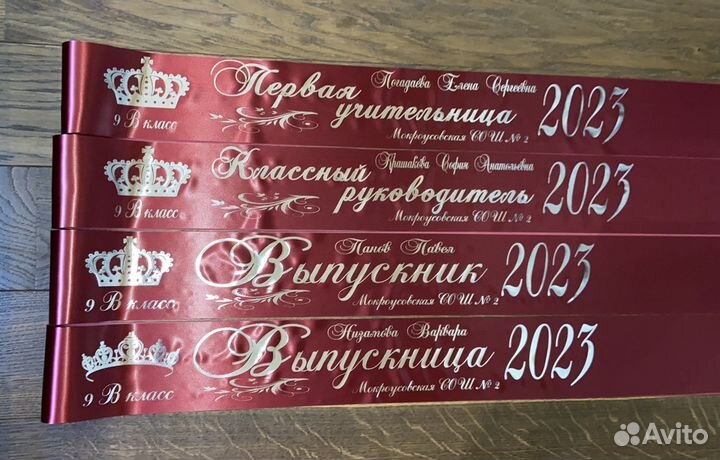 Погадаева Елена Сергеевна
Первая
учительница
2023
9 В класс
Мокроусовская СОШ № 2
Крашакова София Анатольевна
Классный
руководитель
2023
9 В класс
Мокроусовская СОШ № 2
Панов Павел
Выпускник
2023
9 В класс
Мокроусовская СОШ № 2
Низамова Варвара
Выпускница
2023
9 В класс
Мокроусовская СОШ № 2
Avito